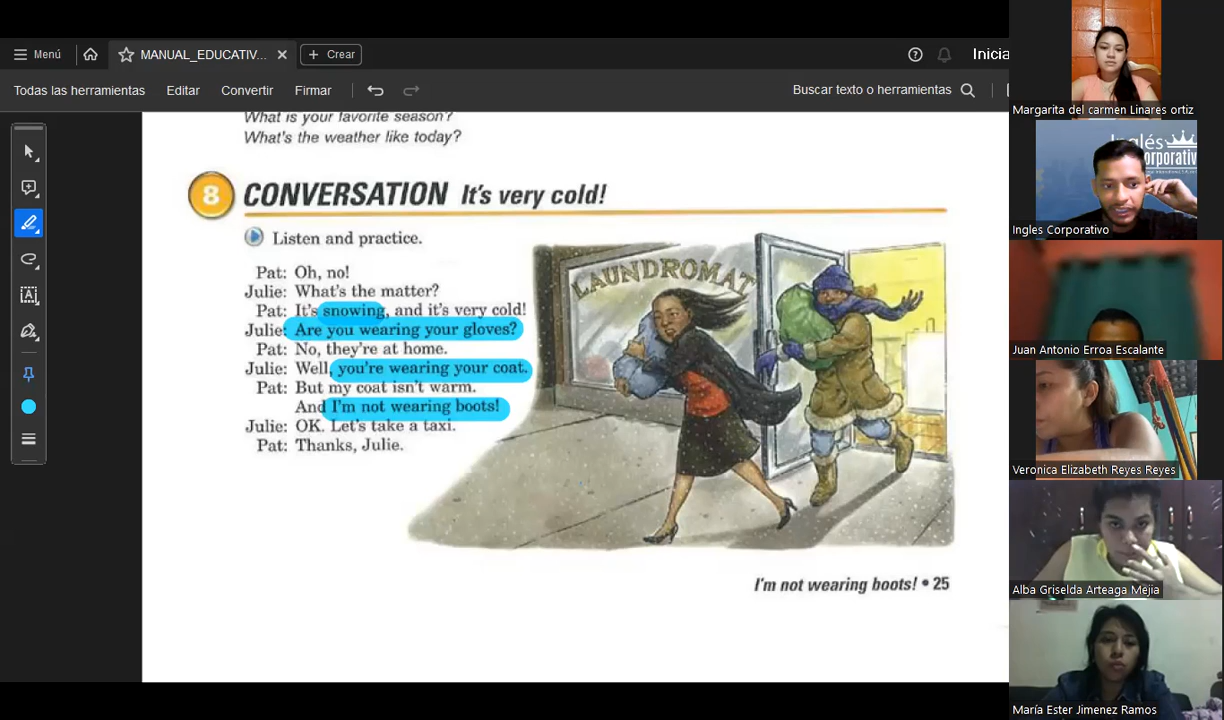 Menú
MANUAL_EDUCATIV...
Crear
Inicia
Todas las herramientas
Editar
Convertir
Firmar
Buscar texto o herramientas
What is your favorite season?
What's the weather like today?
8 CONVERSATION It's very cold!
Listen and practice.
Pat: Oh, no!
Julie: What's the matter?
Pat: It's snowing, and it's very cold!
Julie: Are you wearing your gloves?
Pat: No, they're at home.
Julie: Well, you're wearing your coat.
Pat: But my coat isn't warm.
And I'm not wearing boots!
Julie: OK. Let's take a taxi.
Pat: Thanks, Julie.
LAUNDROMAT
I'm not wearing boots! • 25
Margarita del carmen Linares ortiz
Inglés
orporativ
Ingles Corporativo
Juan Antonio Erroa Escalante
Veronica Elizabeth Reyes Reyes
Alba Griselda Arteaga Mejia
María Ester Jimenez Ramos